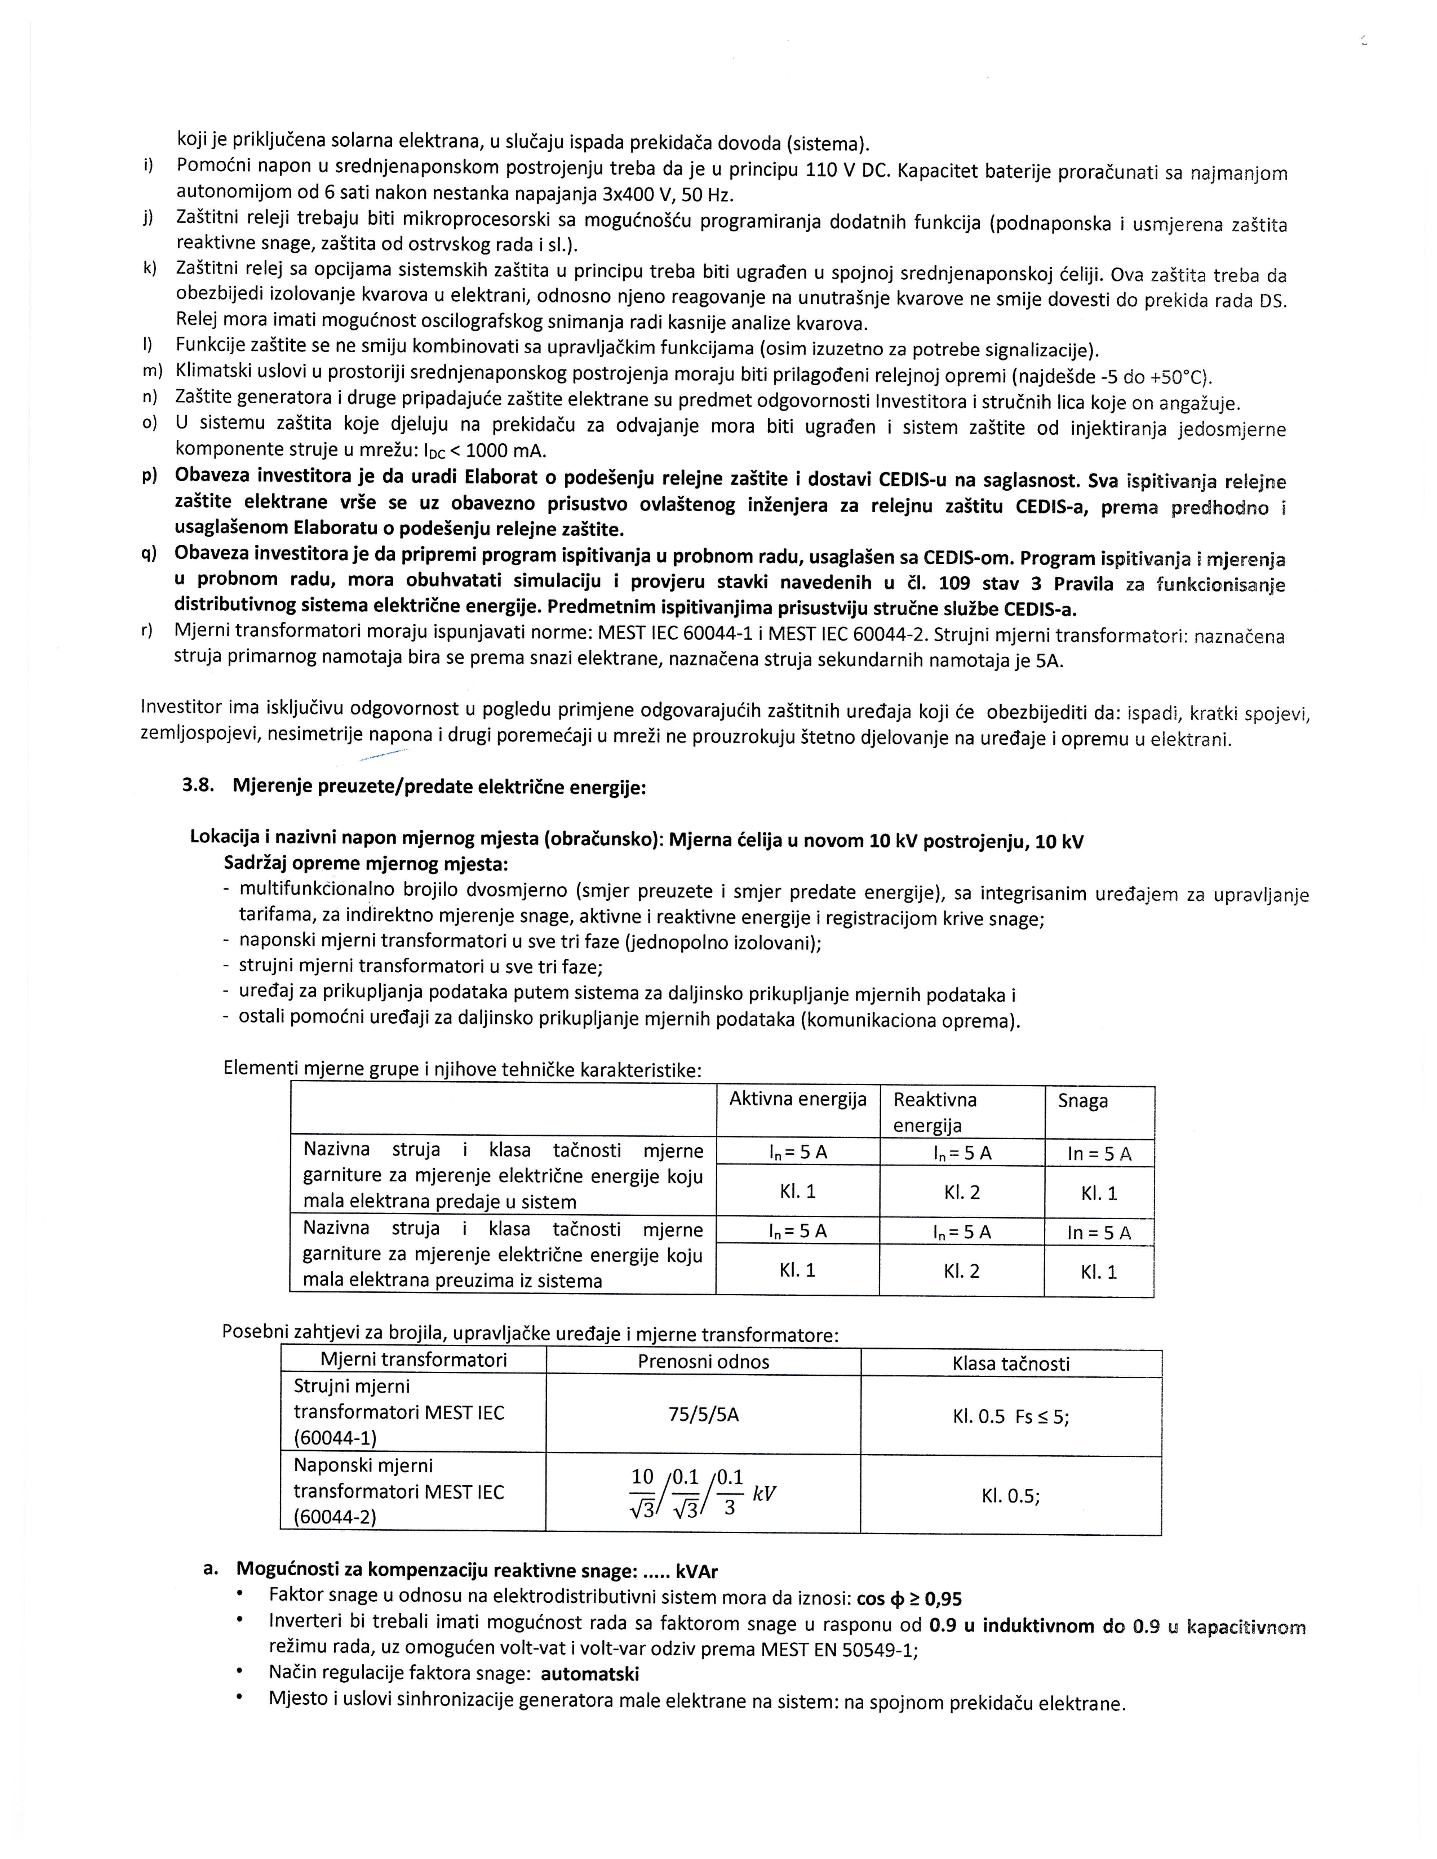 koji je priključena solarna elektrana, u slučaju ispada prekidača dovoda (sistema).
i) Pomoćni napon u srednjenaponskom postrojenju treba da je u principu 110 V DC. Kapacitet baterije proračunati sa najmanjom
autonomijom od 6 sati nakon nestanka napajanja 3x400 V, 50 Hz.
j) Zaštitni releji trebaju biti mikroprocesorski sa mogućnošću programiranja dodatnih funkcija (podnaponska i usmjerena zaštita
reaktivne snage, zaštita od ostrvskog rada i sl.).
k) Zaštitni relej sa opcijama sistemskih zaštita u principu treba biti ugrađen u spojnoj srednjenaponskoj ćeliji. Ova zaštita treba da
obezbijedi izolovanje kvarova u elektrani, odnosno njeno reagovanje na unutrašnje kvarove ne smije dovesti do prekida rada DS.
Relej mora imati mogućnost oscilografskog snimanja radi kasnije analize kvarova.
l) Funkcije zaštite se ne smiju kombinovati sa upravljačkim funkcijama (osim izuzetno za potrebe signalizacije).
m) Klimatski uslovi u prostoriji srednjenaponskog postrojenja moraju biti prilagođeni relejnoj opremi (najdešde -5 do +50°C).
n) Zaštite generatora i druge pripadajuće zaštite elektrane su predmet odgovornosti Investitora i stručnih lica koje on angažuje.
o) U sistemu zaštita koje djeluju na prekidaču za odvajanje mora biti ugrađen i sistem zaštite od injektiranja jedosmjerne
komponente struje u mrežu: IDC < 1000 mA.
p) Obaveza investitora je da uradi Elaborat o podešenju relejne zaštite i dostavi CEDIS-u na saglasnost. Sva ispitivanja relejne
zaštite elektrane vrše se uz obavezno prisustvo ovlaštenog inženjera za relejnu zaštitu CEDIS-a, prema predhodno i
usaglašenom Elaboratu o podešenju relejne zaštite.
q) Obaveza investitora je da pripremi program ispitivanja u probnom radu, usaglašen sa CEDIS-om. Program ispitivanja i mjerenja
u probnom radu, mora obuhvatati simulaciju i provjeru stavki navedenih u čl. 109 stav 3 Pravila za funkcionisanje
distributivnog sistema električne energije. Predmetnim ispitivanjima prisustviju stručne službe CEDIS-a.
r) Mjerni transformatori moraju ispunjavati norme: MEST IEC 60044-1 i MEST IEC 60044-2. Strujni mjerni transformatori: naznačena
struja primarnog namotaja bira se prema snazi elektrane, naznačena struja sekundarnih namotaja je 5A.
Investitor ima isključivu odgovornost u pogledu primjene odgovarajućih zaštitnih uređaja koji će obezbijediti da: ispadi, kratki spojevi,
zemljospojevi, nesimetrije napona i drugi poremećaji u mreži ne prouzrokuju štetno djelovanje na uređaje i opremu u elektrani.
3.8. Mjerenje preuzete/predate električne energije:
Lokacija i nazivni napon mjernog mjesta (obračunsko): Mjerna ćelija u novom 10 kV postrojenju, 10 kV
Sadržaj opreme mjernog mjesta:
- multifunkcionalno brojilo dvosmjerno (smjer preuzete i smjer predate energije), sa integrisanim uređajem za upravljanje
tarifama, za indirektno mjerenje snage, aktivne i reaktivne energije i registracijom krive snage;
- naponski mjerni transformatori u sve tri faze (jednopolno izolovani);
- strujni mjerni transformatori u sve tri faze;
- uređaj za prikupljanja podataka putem sistema za daljinsko prikupljanje mjernih podataka i
- ostali pomoćni uređaji za daljinsko prikupljanje mjernih podataka (komunikaciona oprema).
Elementi mjerne grupe i njihove tehničke karakteristike:
Aktivna energija Reaktivna Snaga
energija
Nazivna struja i klasa tačnosti mjerne In= 5 A In= 5 A In = 5 A
garniture za mjerenje električne energije koju
mala elektrana predaje u sistem Kl. 1 Kl. 2 Kl. 1
Nazivna struja i klasa tačnosti mjerne In= 5 A In= 5 A In = 5 A
garniture za mjerenje električne energije koju
mala elektrana preuzima iz sistema Kl. 1 Kl. 2 Kl. 1
Posebni zahtjevi za brojila, upravljačke uređaje i mjerne transformatore:
Mjerni transformatori Prenosni odnos Klasa tačnosti
Strujni mjerni
transformatori MEST IEC 75/5/5A Kl. 0.5 Fs ≤ 5;
(60044-1)
Naponski mjerni
transformatori MEST IEC 10/√3 / 0.1/√3 / 0.1/3 kV Kl. 0.5;
(60044-2)
a. Mogućnosti za kompenzaciju reaktivne snage: ..... kVAr
• Faktor snage u odnosu na elektrodistributivni sistem mora da iznosi: cos ф ≥ 0,95
• Inverteri bi trebali imati mogućnost rada sa faktorom snage u rasponu od 0.9 u induktivnom do 0.9 u kapacitivnom
režimu rada, uz omogućen volt-vat i volt-var odziv prema MEST EN 50549-1;
• Način regulacije faktora snage: automatski
• Mjesto i uslovi sinhronizacije generatora male elektrane na sistem: na spojnom prekidaču elektrane.